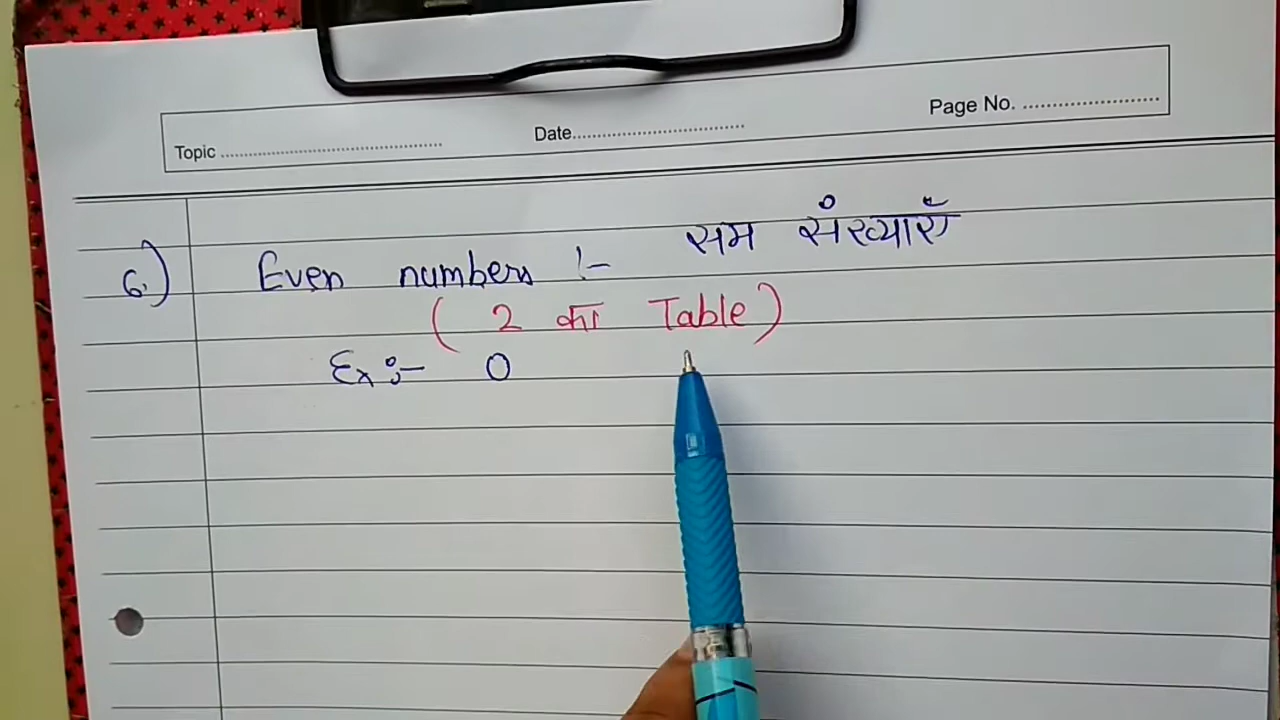 Topic ............ Date............ Page No. ............
6.) Even numbers :- सम संख्याएँ
( 2 का Table )
Ex :- 0